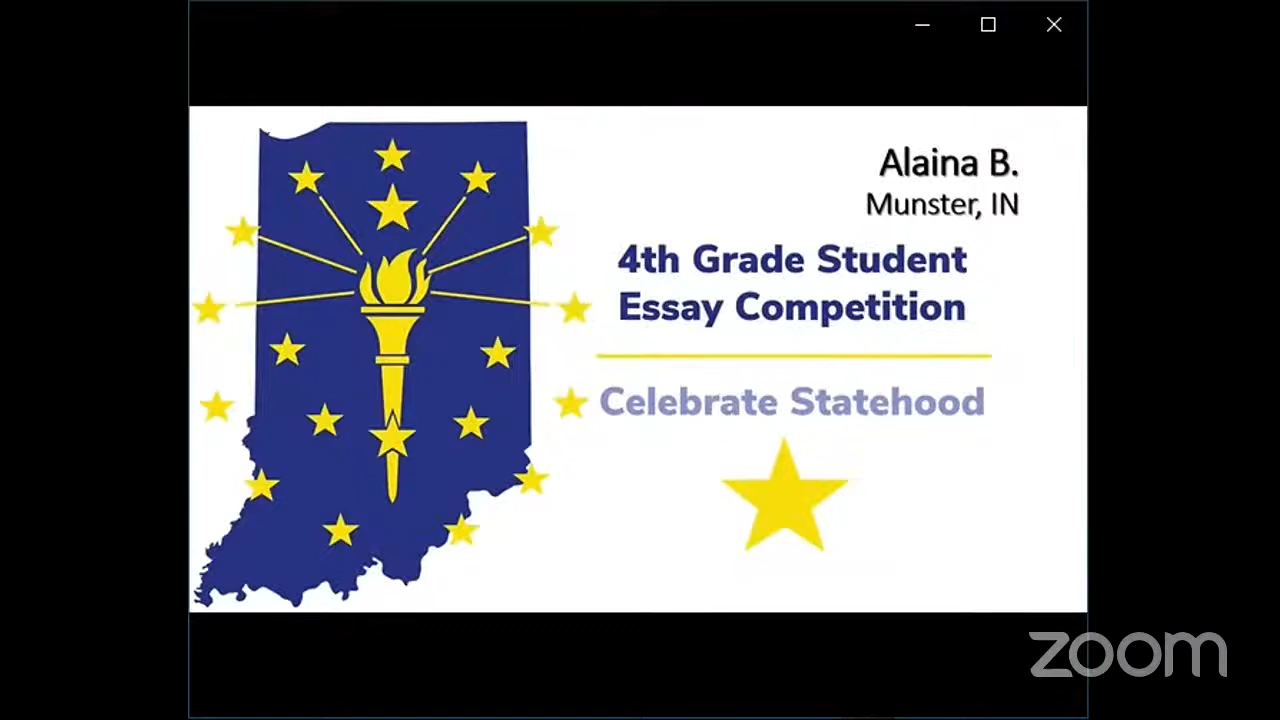 Alaina B.
Munster, IN
4th Grade Student
Essay Competition
Celebrate Statehood
zoom